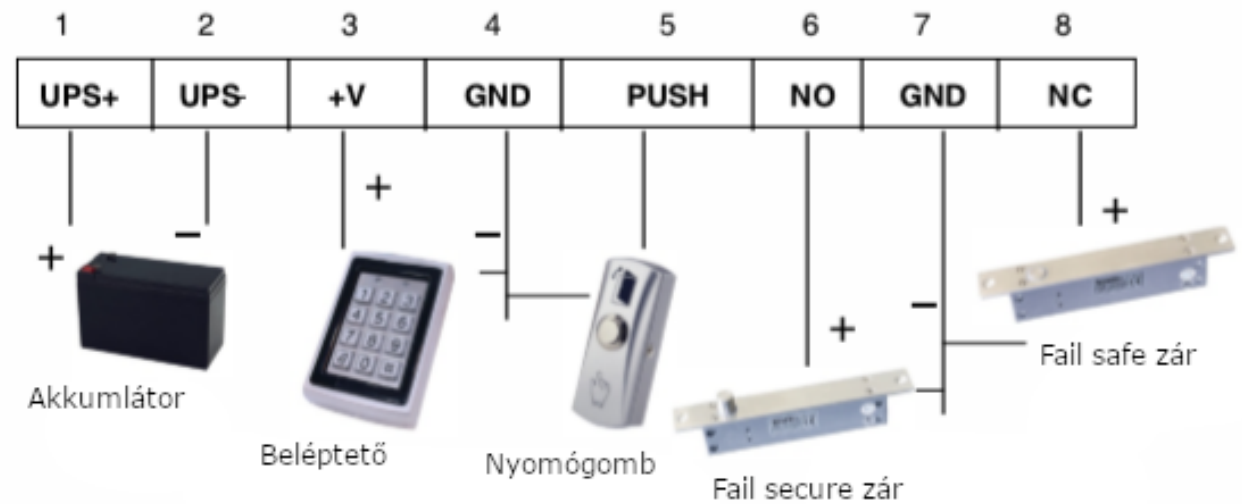 1 2 3 4 5 6 7 8
UPS+ UPS- +V GND PUSH NO GND NC
+ − + − + − +
Akkumlátor
Beléptető
Nyomógomb
Fail secure zár
Fail safe zár